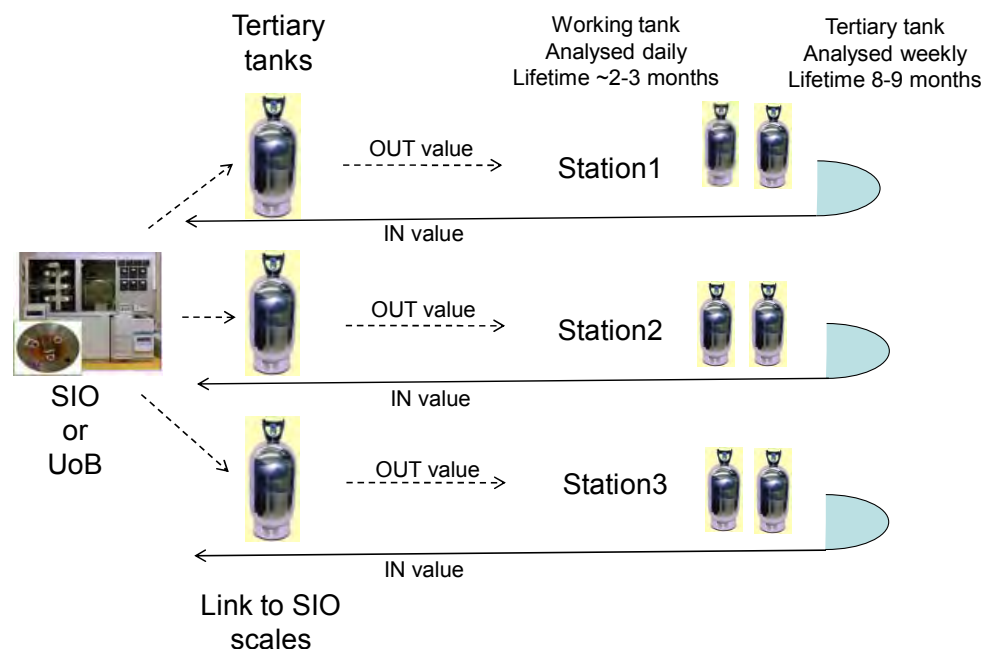 Tertiary
tanks
Working tank
Analysed daily
Lifetime ~2-3 months
Tertiary tank
Analysed weekly
Lifetime 8-9 months
OUT value
Station1
IN value
OUT value
Station2
IN value
SIO
or
UoB
OUT value
Station3
IN value
Link to SIO
scales